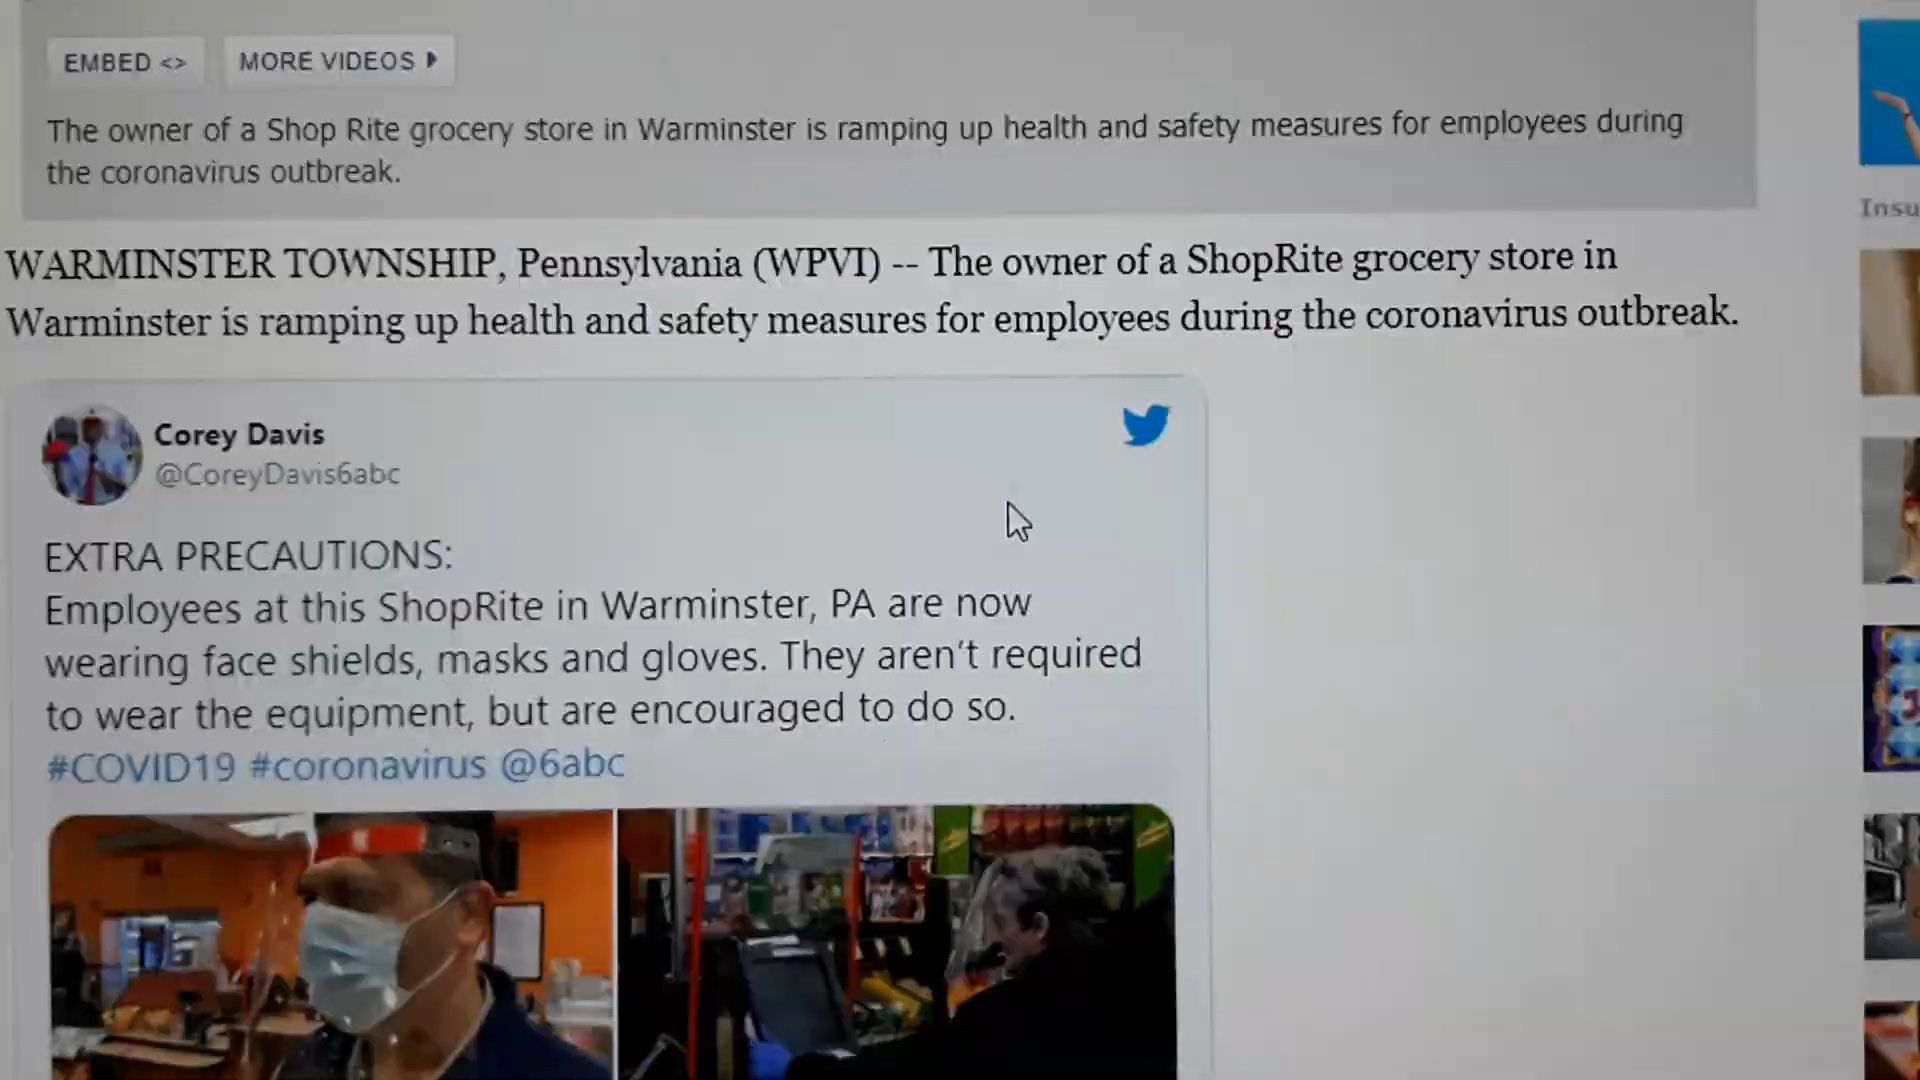 EMBED <>
MORE VIDEOS
The owner of a Shop Rite grocery store in Warminster is ramping up health and safety measures for employees during
the coronavirus outbreak.
Insu
WARMINSTER TOWNSHIP, Pennsylvania (WPVI) -- The owner of a ShopRite grocery store in
Warminster is ramping up health and safety measures for employees during the coronavirus outbreak.
Corey Davis
@CoreyDavis6abc
EXTRA PRECAUTIONS:
Employees at this ShopRite in Warminster, PA are now
wearing face shields, masks and gloves. They aren't required
to wear the equipment, but are encouraged to do so.
#COVID19 #coronavirus @6abc